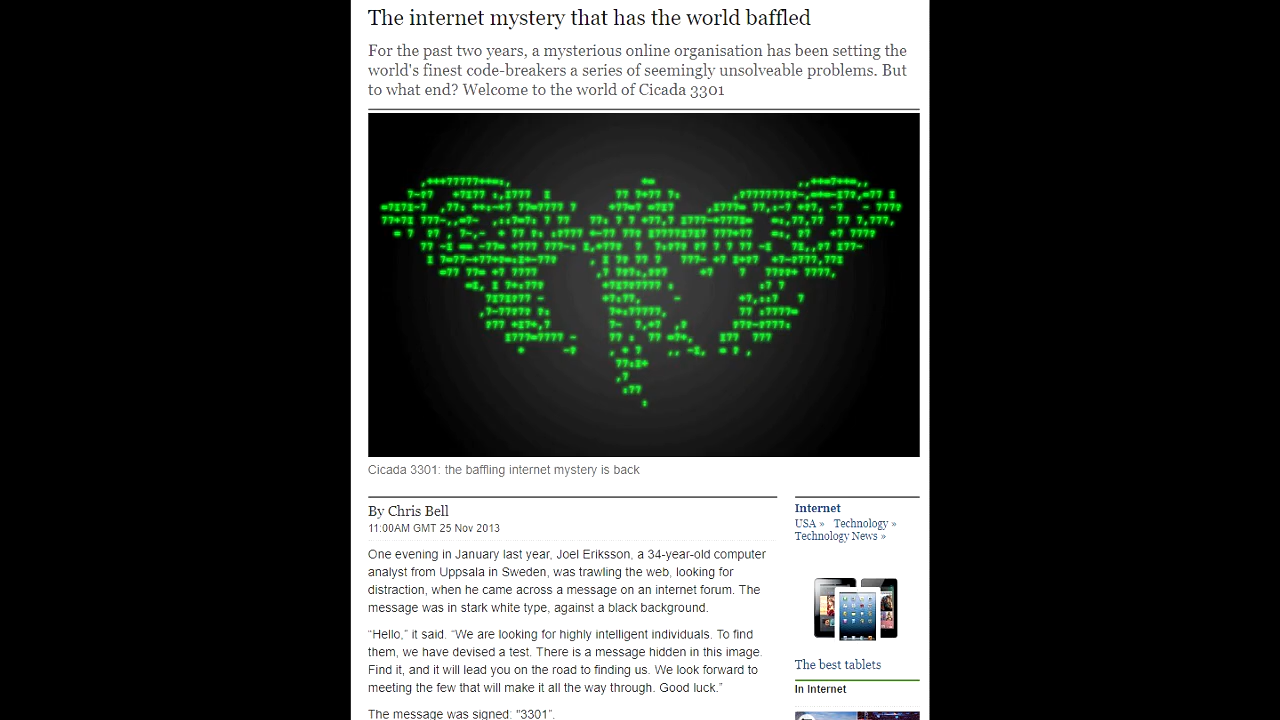 The internet mystery that has the world baffled
For the past two years, a mysterious online organisation has been setting the
world's finest code-breakers a series of seemingly unsolveable problems. But
to what end? Welcome to the world of Cicada 3301
Cicada 3301: the baffling internet mystery is back
By Chris Bell
11:00AM GMT 25 Nov 2013
One evening in January last year, Joel Eriksson, a 34-year-old computer
analyst from Uppsala in Sweden, was trawling the web, looking for
distraction, when he came across a message on an internet forum. The
message was in stark white type, against a black background.
“Hello,” it said. “We are looking for highly intelligent individuals. To find
them, we have devised a test. There is a message hidden in this image.
Find it, and it will lead you on the road to finding us. We look forward to
meeting the few that will make it all the way through. Good luck.”
The message was signed: "3301”.
Internet
USA » Technology »
Technology News »
The best tablets
In Internet